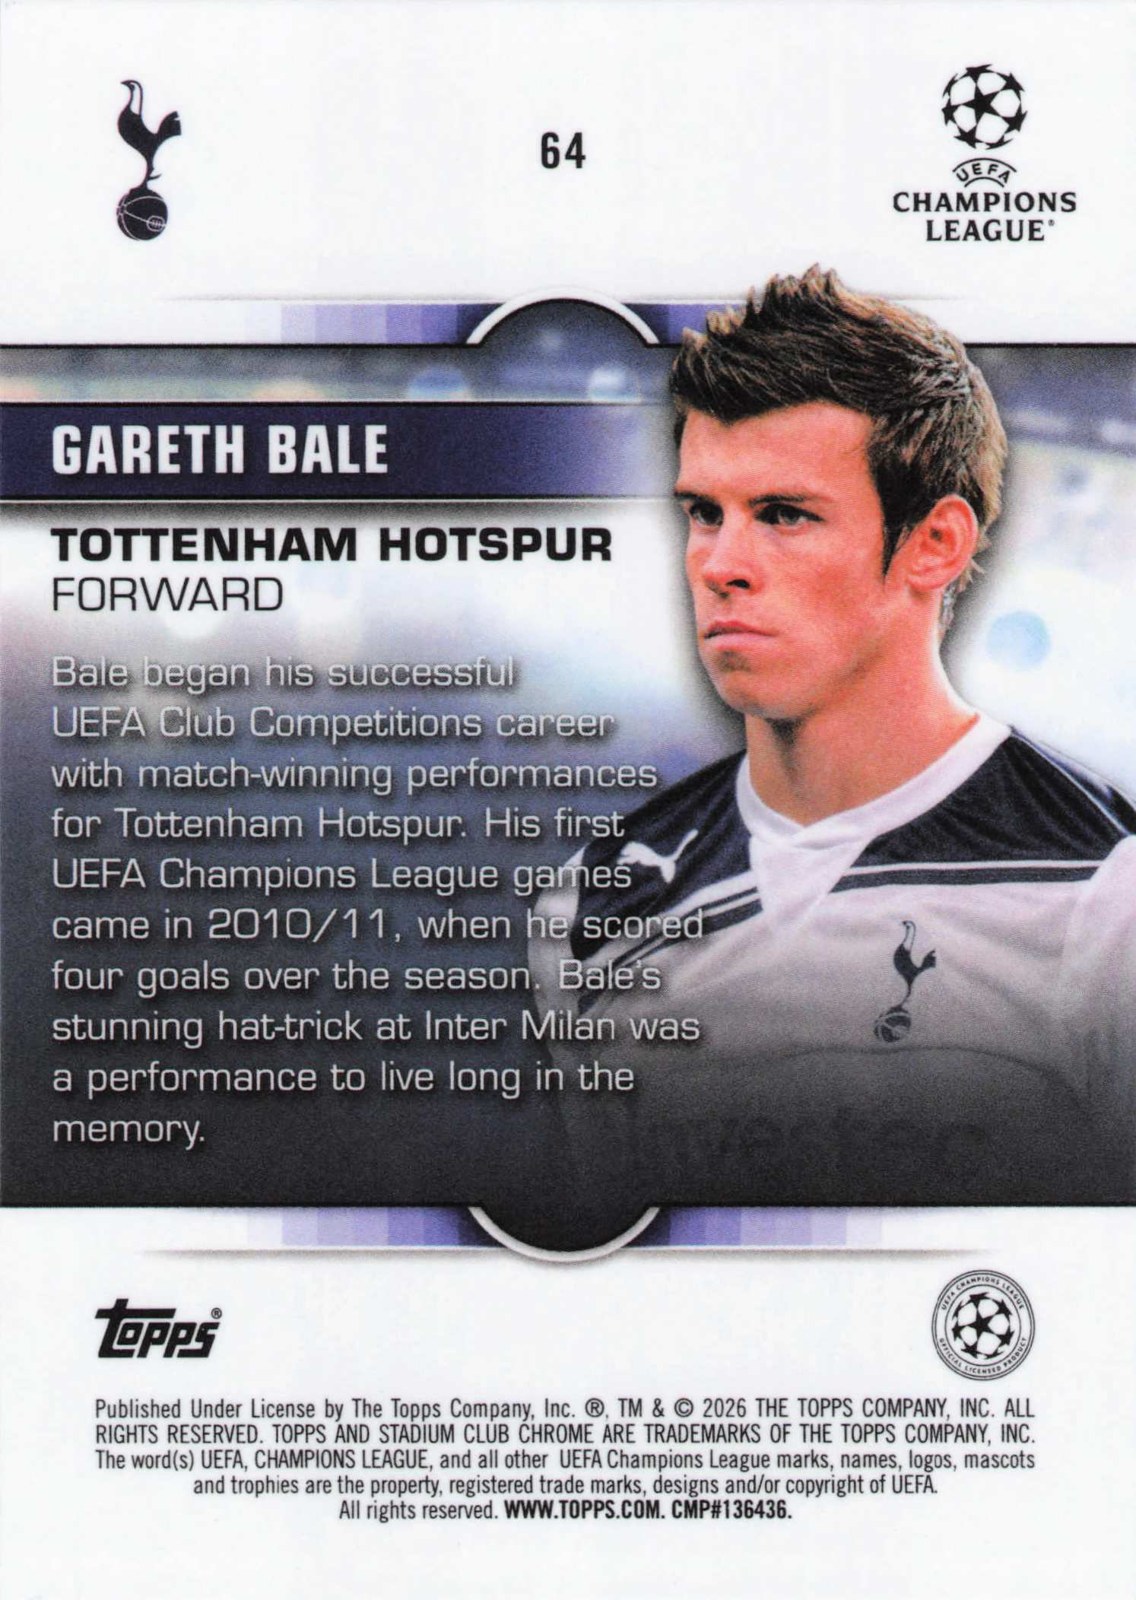 64
UEFA
CHAMPIONS
LEAGUE®
GARETH BALE
TOTTENHAM HOTSPUR
FORWARD
Bale began his successful
UEFA Club Competitions career
with match-winning performances
for Tottenham Hotspur. His first
UEFA Champions League games
came in 2010/11, when he scored
four goals over the season. Bale's
stunning hat-trick at Inter Milan was
a performance to live long in the
memory.
Topps®
UEFA CHAMPIONS LEAGUE
OFFICIAL LICENSED PRODUCT
Published Under License by The Topps Company, Inc. ®, TM & © 2026 THE TOPPS COMPANY, INC. ALL
RIGHTS RESERVED. TOPPS AND STADIUM CLUB CHROME ARE TRADEMARKS OF THE TOPPS COMPANY, INC.
The word(s) UEFA, CHAMPIONS LEAGUE, and all other UEFA Champions League marks, names, logos, mascots
and trophies are the property, registered trade marks, designs and/or copyright of UEFA.
All rights reserved. WWW.TOPPS.COM. CMP#136436.